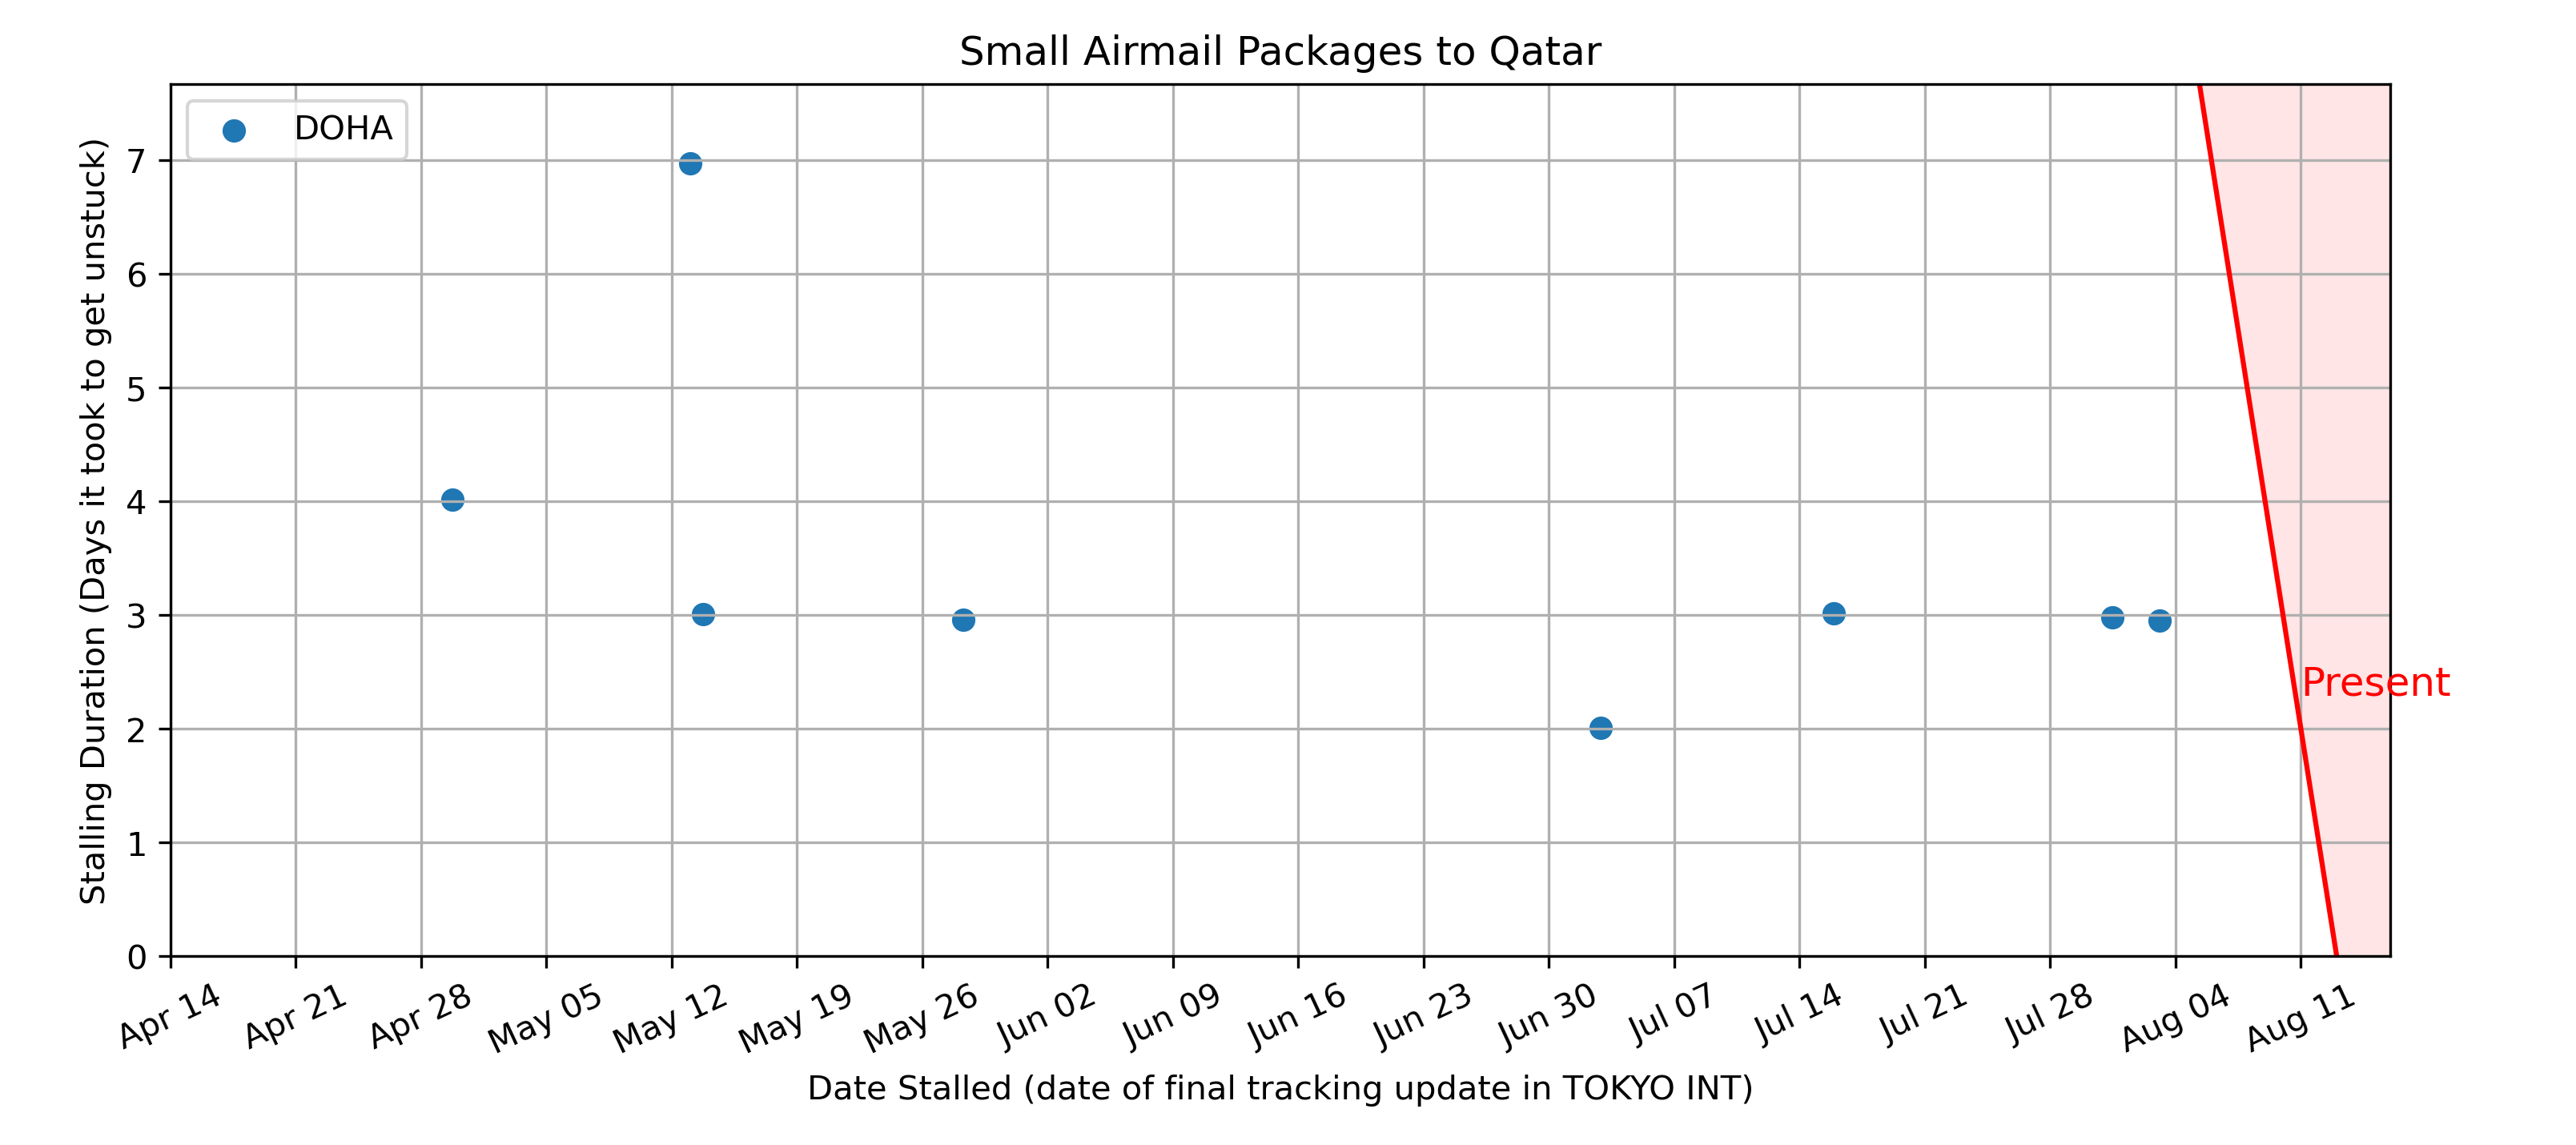 Small Airmail Packages to Qatar
DOHA
Stalling Duration (Days it took to get unstuck)
7
6
5
4
3
2
1
0
Present
Apr 14
Apr 21
Apr 28
May 05
May 12
May 19
May 26
Jun 02
Jun 09
Jun 16
Jun 23
Jun 30
Jul 07
Jul 14
Jul 21
Jul 28
Aug 04
Aug 11
Date Stalled (date of final tracking update in TOKYO INT)